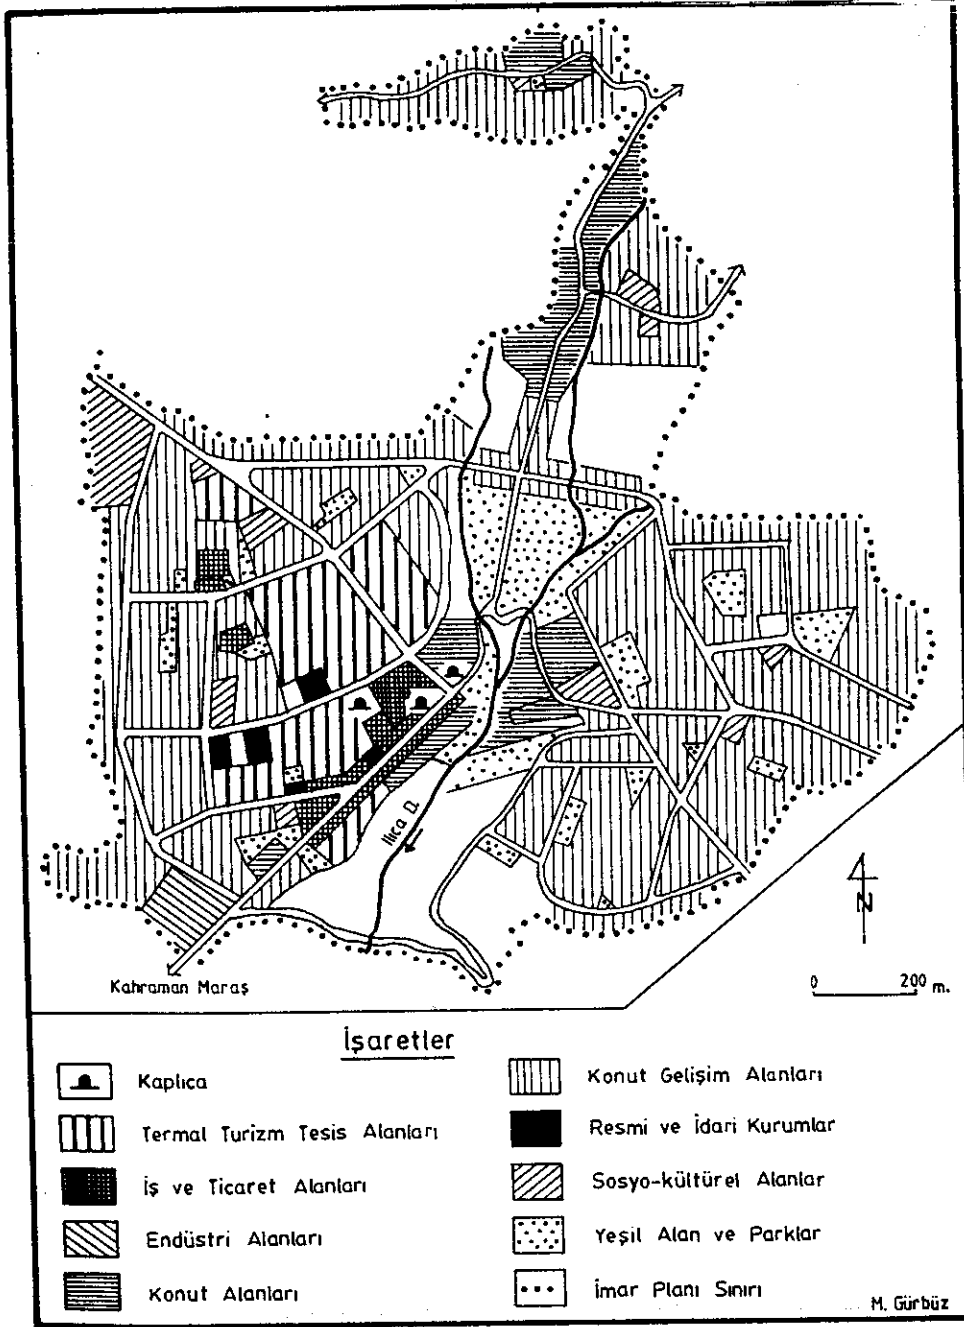 Ilıca D.
N
Kahraman Maraş
0 200 m.
İşaretler
Kaplıca
Termal Turizm Tesis Alanları
İş ve Ticaret Alanları
Endüstri Alanları
Konut Alanları
Konut Gelişim Alanları
Resmi ve İdari Kurumlar
Sosyo-kültürel Alanlar
Yeşil Alan ve Parklar
İmar Planı Sınırı
M. Gürbüz